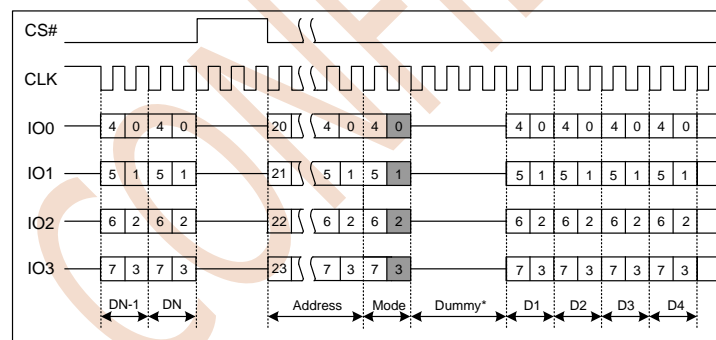 CS#
CLK
IO0 4 0 4 0 20 4 0 4 0 4 0 4 0 4 0 4 0
IO1 5 1 5 1 21 5 1 5 1 5 1 5 1 5 1 5 1
IO2 6 2 6 2 22 6 2 6 2 6 2 6 2 6 2 6 2
IO3 7 3 7 3 23 7 3 7 3 7 3 7 3 7 3 7 3
DN-1 DN Address Mode Dummy* D1 D2 D3 D4